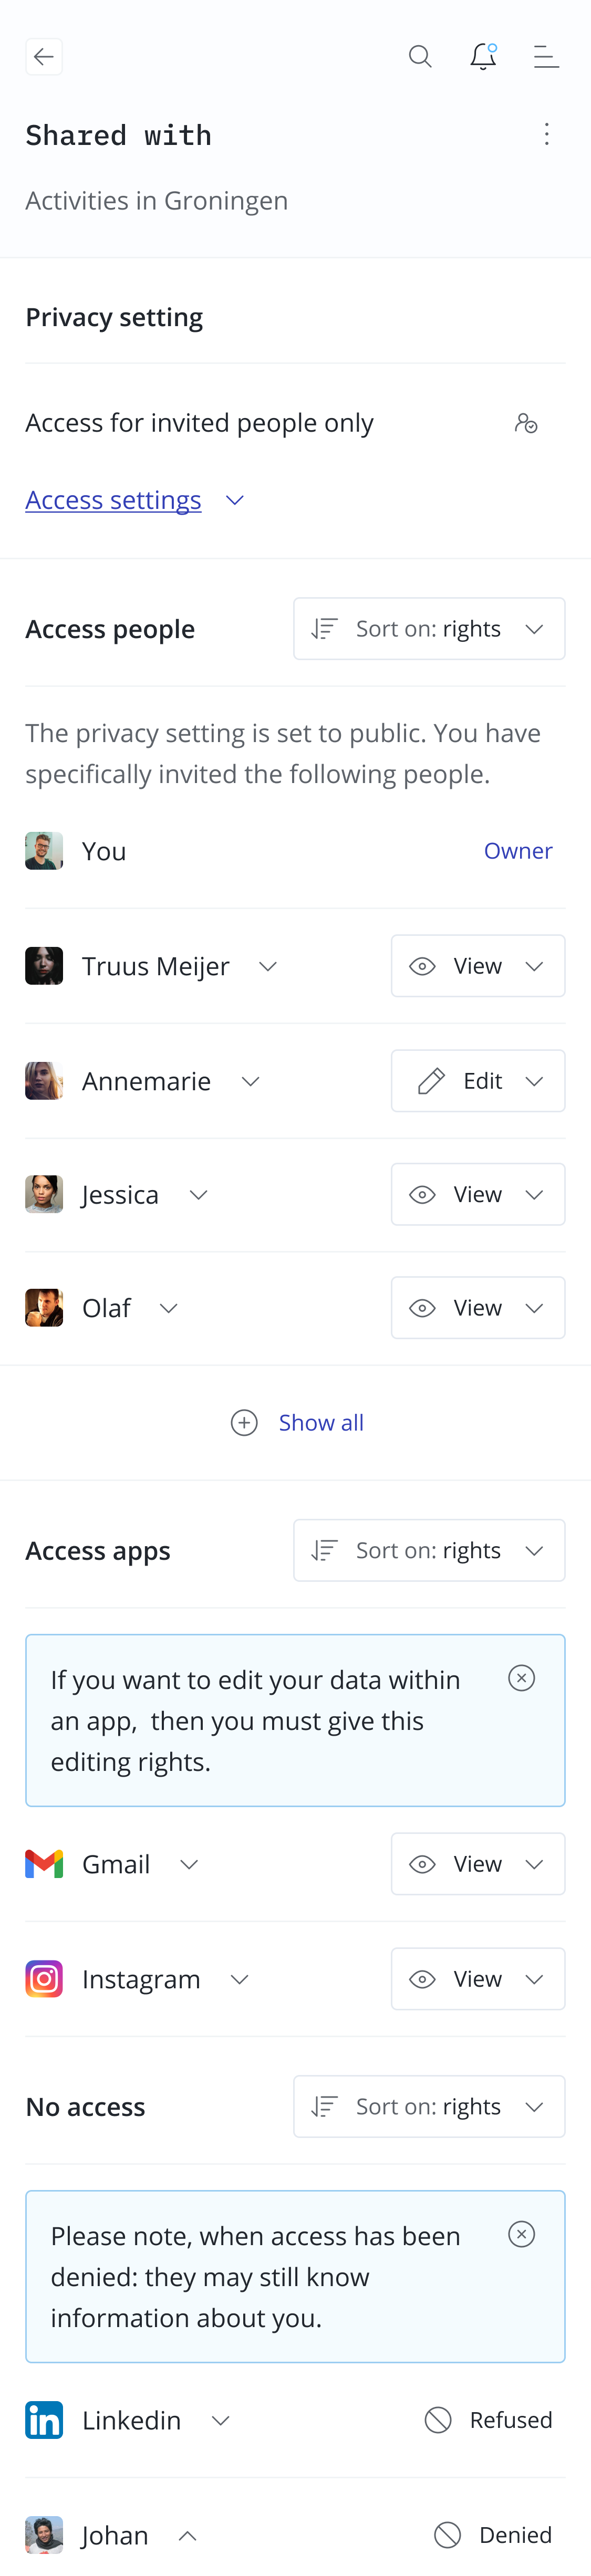 Shared with
Activities in Groningen
Privacy setting
Access for invited people only
Access settings
Access people
Sort on: rights
The privacy setting is set to public. You have
specifically invited the following people.
You
Owner
Truus Meijer
View
Annemarie
Edit
Jessica
View
Olaf
View
Show all
Access apps
Sort on: rights
If you want to edit your data within
an app,  then you must give this
editing rights.
Gmail
View
Instagram
View
No access
Sort on: rights
Please note, when access has been
denied: they may still know
information about you.
in
Linkedin
Refused
Johan
Denied